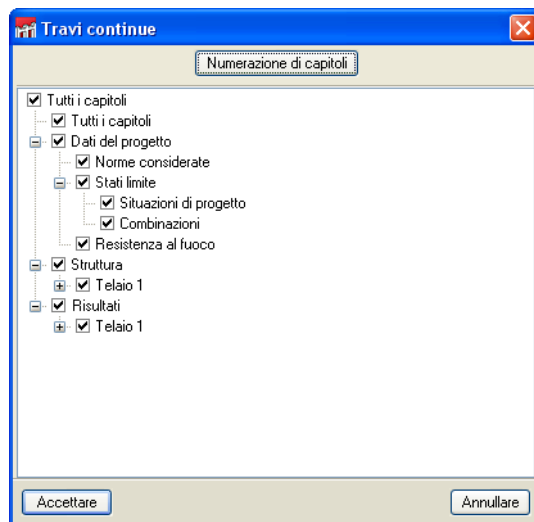 Travi continue
Numerazione di capitoli
Tutti i capitoli
Tutti i capitoli
Dati del progetto
Norme considerate
Stati limite
Situazioni di progetto
Combinazioni
Resistenza al fuoco
Struttura
Telaio 1
Risultati
Telaio 1
Accettare
Annullare